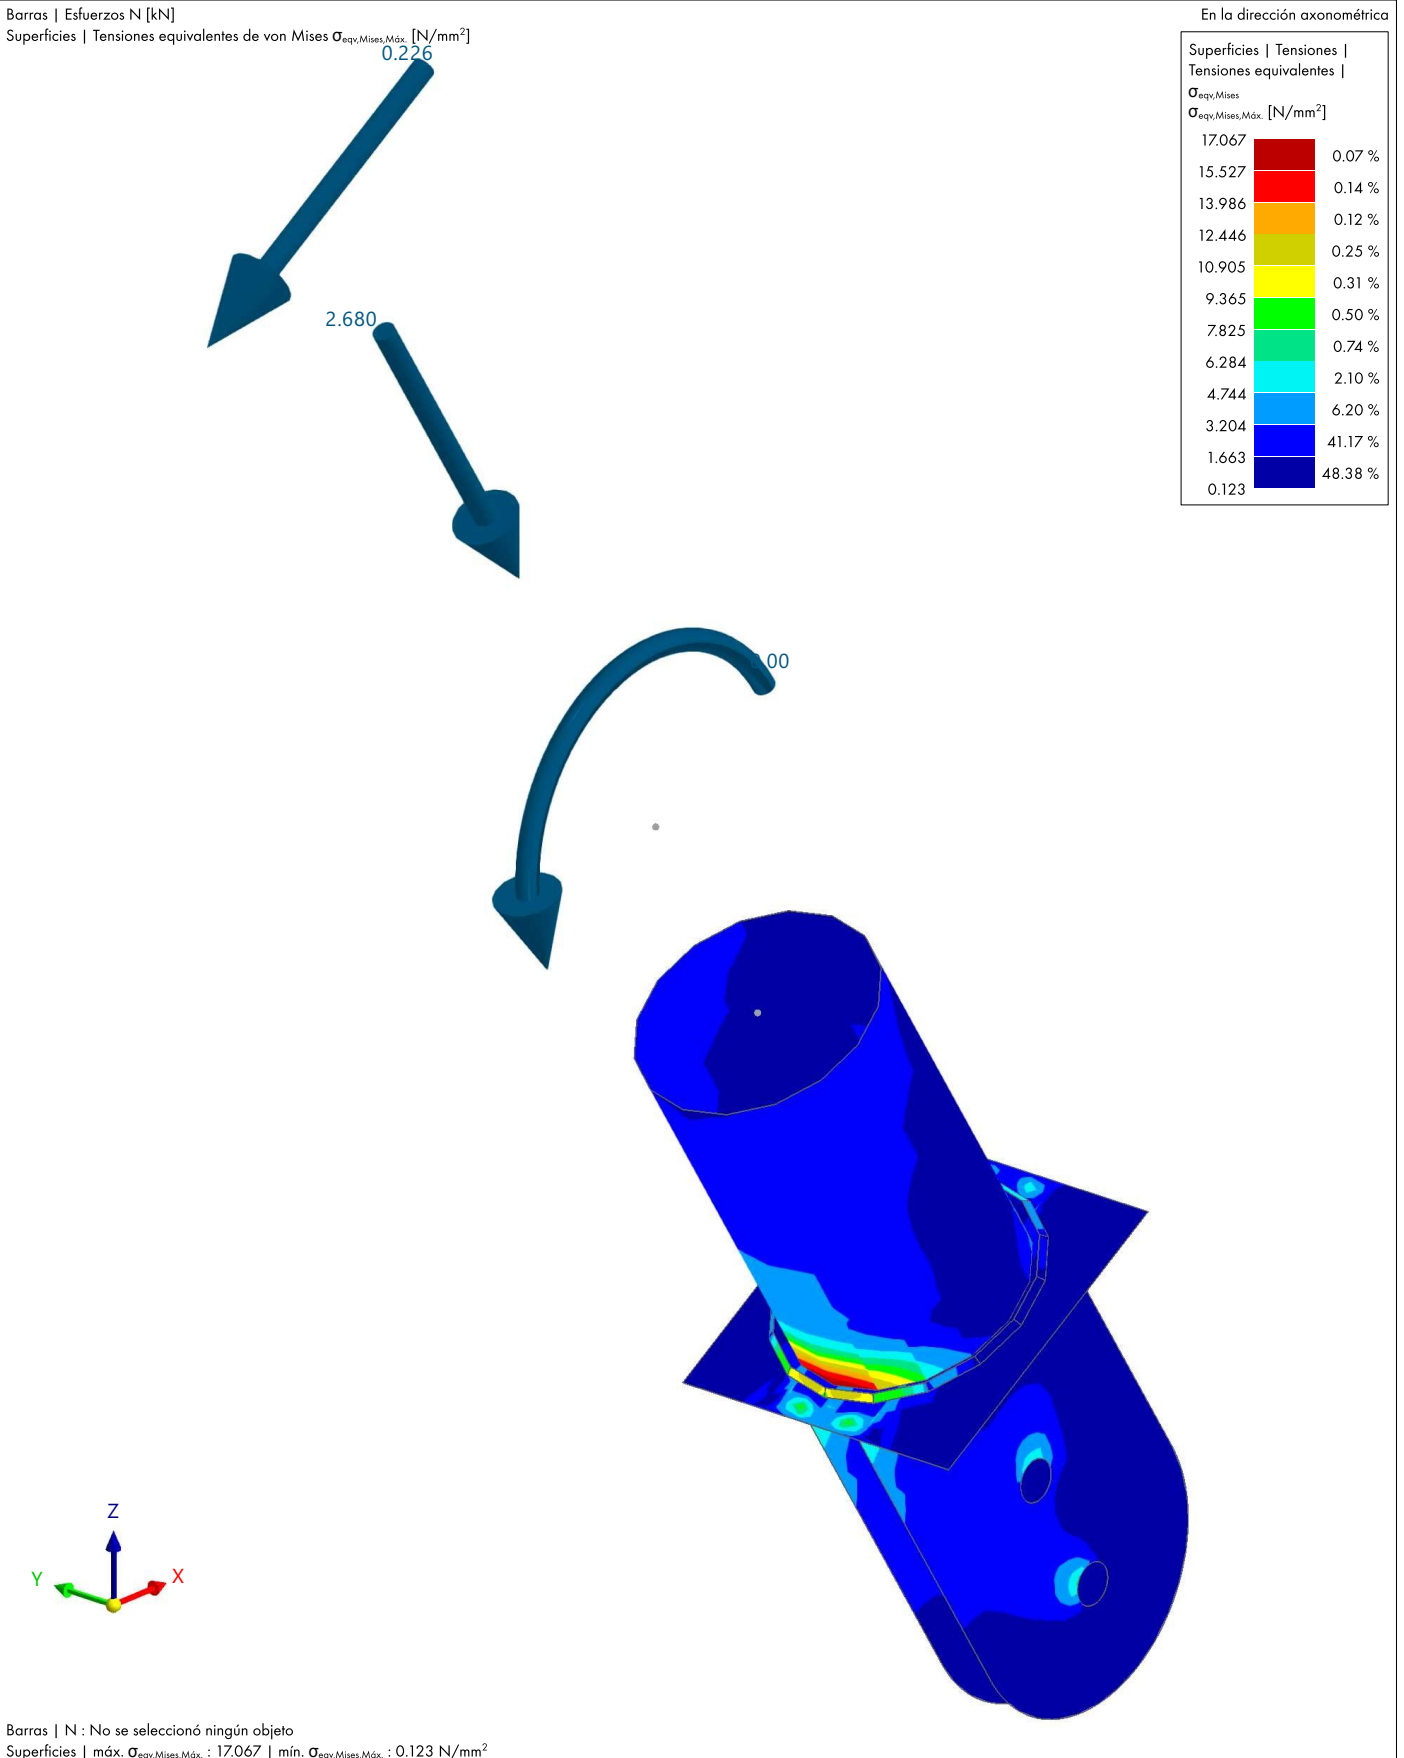 Barras | Esfuerzos N [kN]
Superficies | Tensiones equivalentes de von Mises σeqv,Mises,Máx. [N/mm²]
En la dirección axonométrica
Superficies | Tensiones |
Tensiones equivalentes |
σeqv,Mises
σeqv,Mises,Máx. [N/mm²]
17.067
0.07 %
15.527
0.14 %
13.986
0.12 %
12.446
0.25 %
10.905
0.31 %
9.365
0.50 %
7.825
0.74 %
6.284
2.10 %
4.744
6.20 %
3.204
41.17 %
1.663
48.38 %
0.123
0.226
2.680
.00
Z
Y
X
Barras | N : No se seleccionó ningún objeto
Superficies | máx. σeqv,Mises,Máx. : 17.067 | mín. σeqv,Mises,Máx. : 0.123 N/mm²